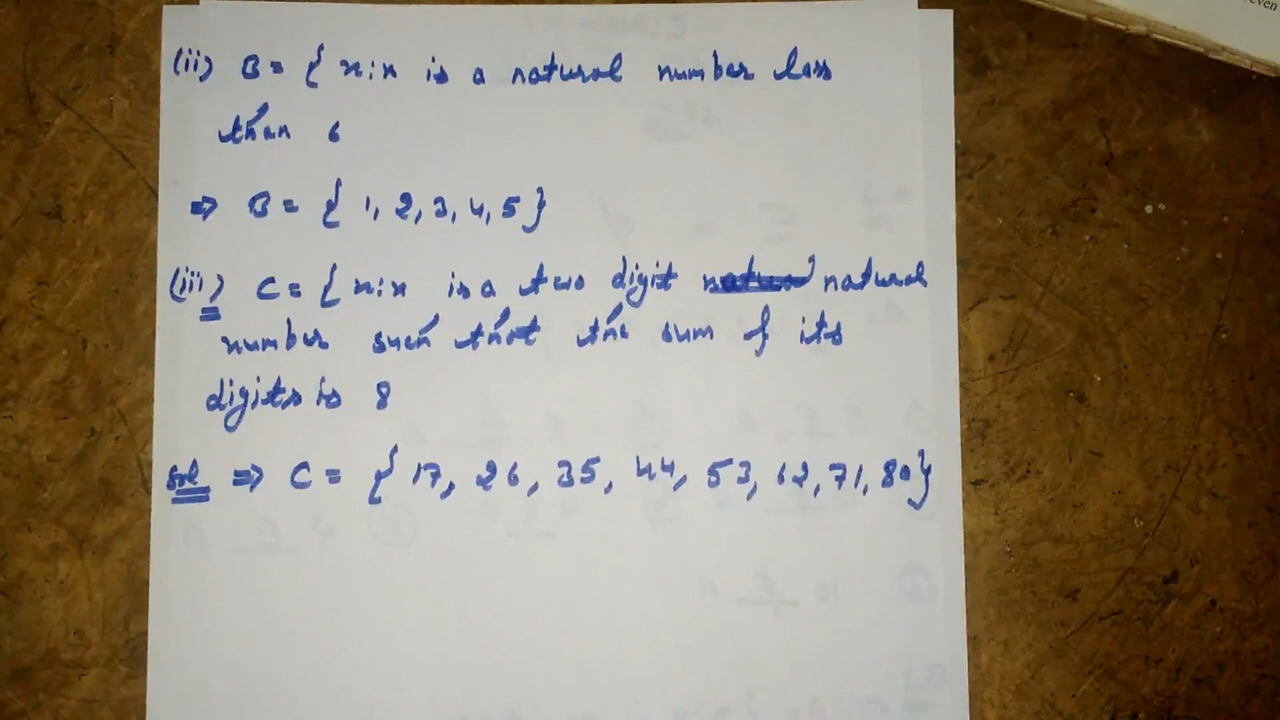 even
(ii) B = { x:x is a natural number less
than 6
⇒ B = { 1, 2, 3, 4, 5 }
(iii) C = { x:x is a two digit natural
number such that the sum of its
digits is 8
Sol ⇒ C = { 17, 26, 35, 44, 53, 62, 71, 80 }